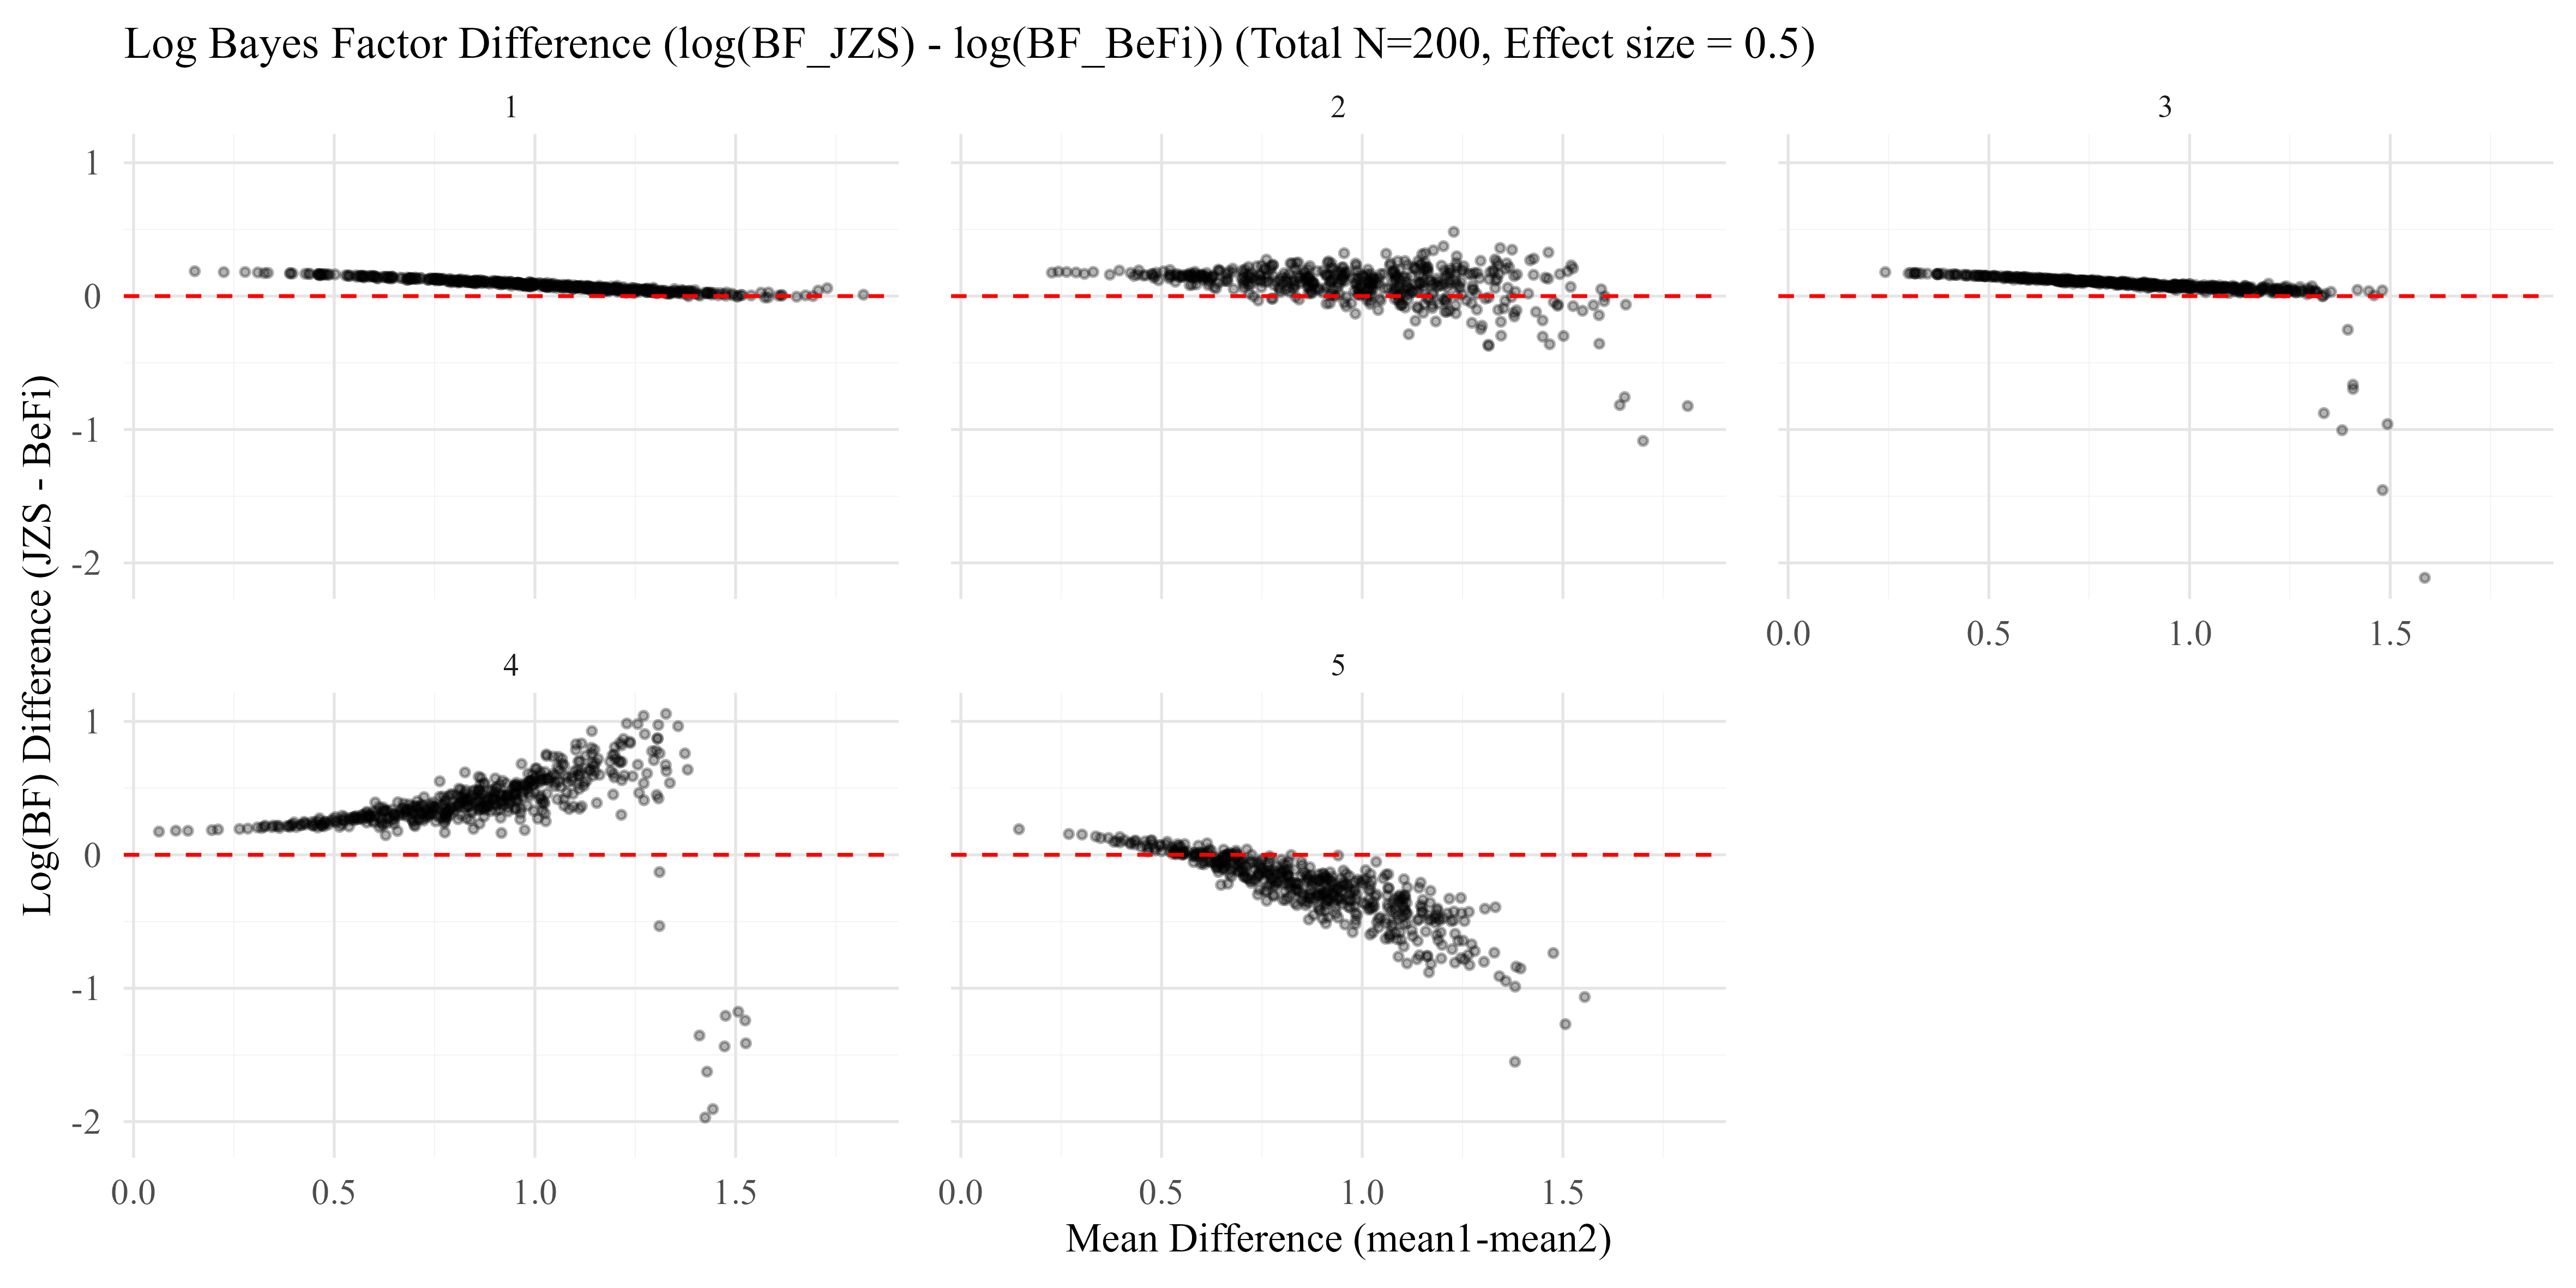 Log Bayes Factor Difference (log(BF_JZS) - log(BF_BeFi)) (Total N=200, Effect size = 0.5)
1
2
3
1
0
-1
-2
0.0 0.5 1.0 1.5
4
5
1
0
-1
-2
0.0 0.5 1.0 1.5
0.0 0.5 1.0 1.5
Log(BF) Difference (JZS - BeFi)
Mean Difference (mean1-mean2)